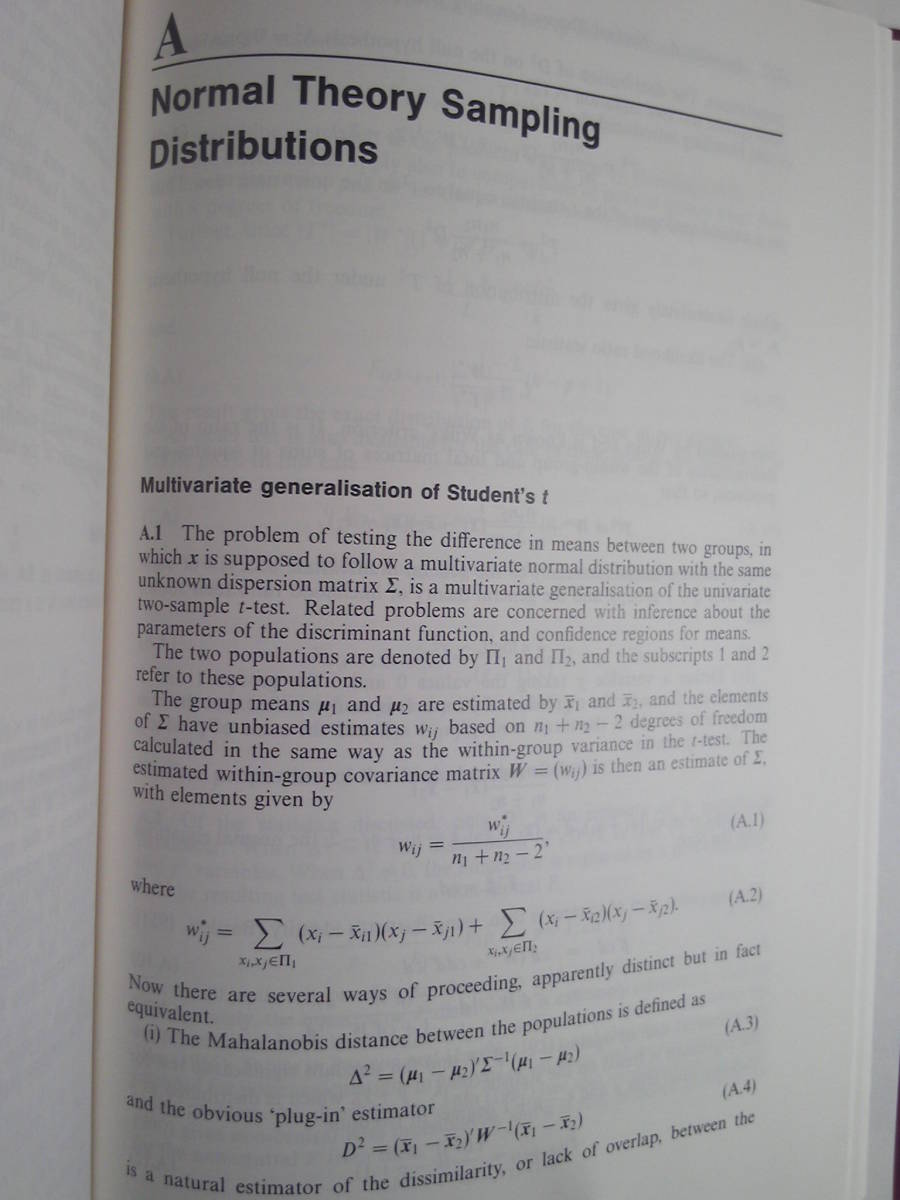 A
Normal Theory Sampling
Distributions
Multivariate generalisation of Student's t
A.1 The problem of testing the difference in means between two groups, in
which x is supposed to follow a multivariate normal distribution with the same
unknown dispersion matrix Σ, is a multivariate generalisation of the univariate
two-sample t-test. Related problems are concerned with inference about the
parameters of the discriminant function, and confidence regions for means.
The two populations are denoted by Π₁ and Π₂, and the subscripts 1 and 2
refer to these populations.
The group means μ₁ and μ₂ are estimated by x̄₁ and x̄₂, and the elements
of Σ have unbiased estimates wᵢⱼ based on n₁ + n₂ − 2 degrees of freedom
calculated in the same way as the within-group variance in the t-test. The
estimated within-group covariance matrix W = (wᵢⱼ) is then an estimate of Σ,
with elements given by
wᵢⱼ = w*ᵢⱼ / (n₁ + n₂ − 2), (A.1)
where
w*ᵢⱼ = ∑_{xᵢ,xⱼ∈Π₁} (xᵢ − x̄ᵢ₁)(xⱼ − x̄ⱼ₁) + ∑_{xᵢ,xⱼ∈Π₂} (xᵢ − x̄ᵢ₂)(xⱼ − x̄ⱼ₂). (A.2)
Now there are several ways of proceeding, apparently distinct but in fact
equivalent.
(i) The Mahalanobis distance between the populations is defined as
Δ² = (μ₁ − μ₂)′Σ⁻¹(μ₁ − μ₂) (A.3)
and the obvious ‘plug-in’ estimator
D² = (x̄₁ − x̄₂)′W⁻¹(x̄₁ − x̄₂) (A.4)
is a natural estimator of the dissimilarity, or lack of overlap, between the